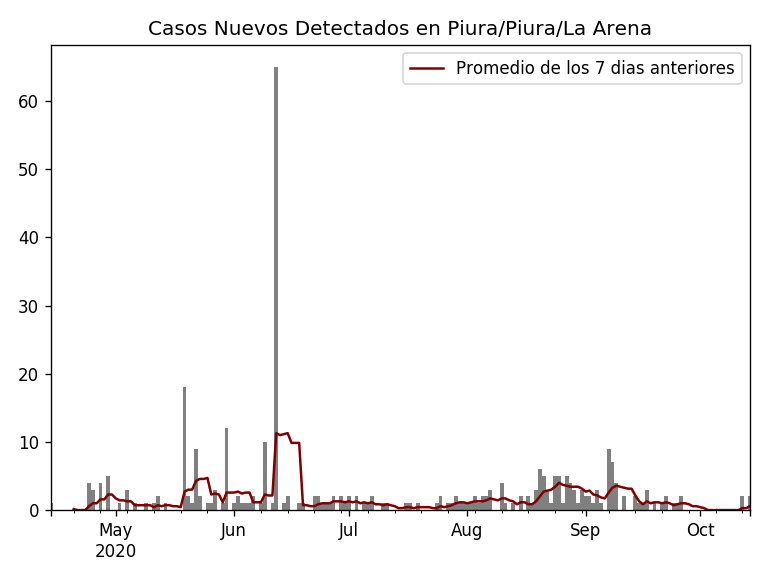 Casos Nuevos Detectados en Piura/Piura/La Arena
Promedio de los 7 dias anteriores
60
50
40
30
20
10
0
May Jun Jul Aug Sep Oct
2020